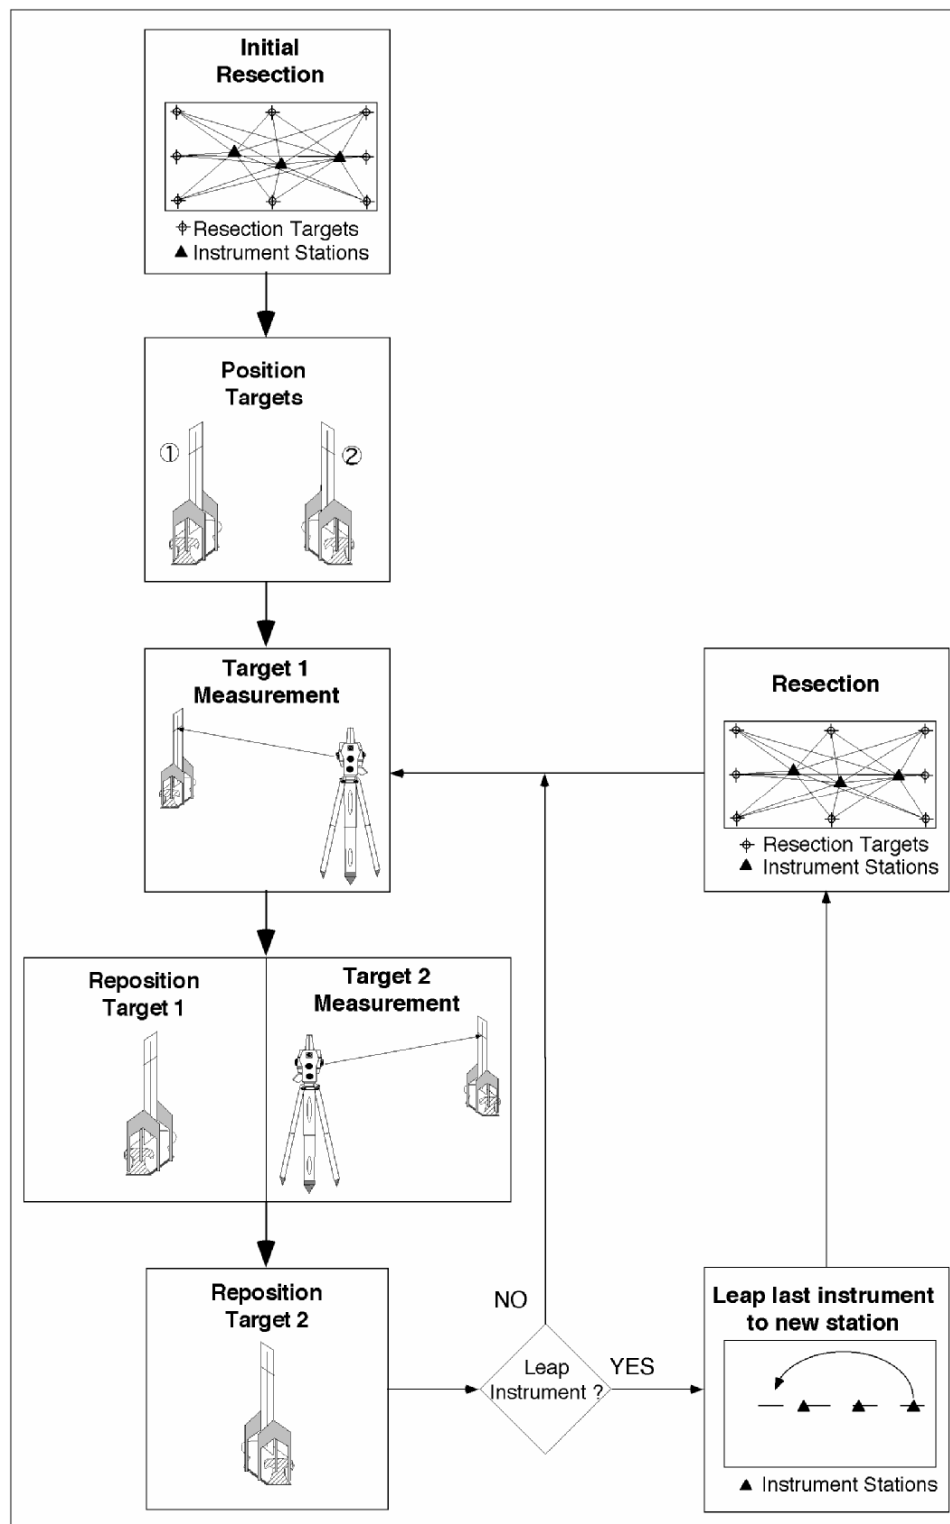 Initial
Resection
Resection Targets
Instrument Stations
Position
Targets
1
2
Target 1
Measurement
Resection
Resection Targets
Instrument Stations
Reposition
Target 1
Target 2
Measurement
Reposition
Target 2
NO
Leap
Instrument ?
YES
Leap last instrument
to new station
Instrument Stations